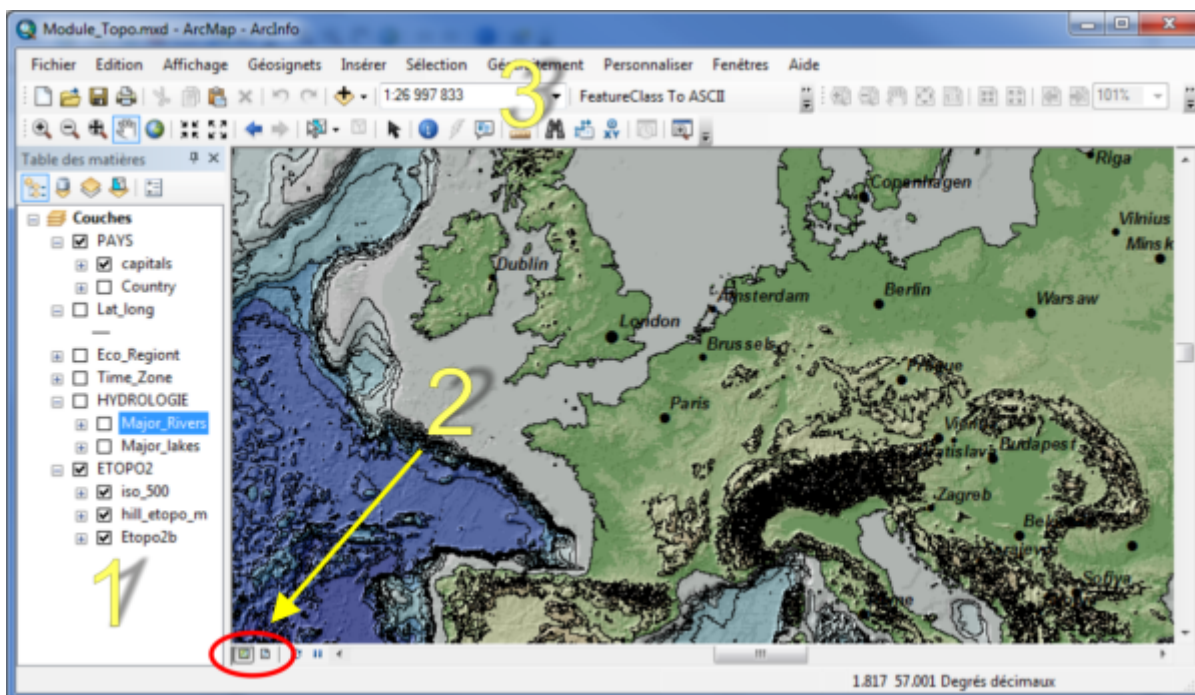 Module_Topo.mxd - ArcMap - ArcInfo
Fichier Edition Affichage Géosignets Insérer Sélection Personnaliser Fenêtres Aide
1:26 997 833 FeatureClass To ASCII 101%
3
Table des matières
Couches
PAYS
capitals
Country
Lat_long
Eco_Regiont
Time_Zone
HYDROLOGIE
Major_Rivers
Major_lakes
ETOPO2
iso_500
hill_etopo_m
Etopo2b
1
2
Riga
Copenhagen
Vilnius
Minsk
Dublin
Amsterdam
Berlin
Warsaw
London
Brussels
Prague
Paris
Budapest
Zagreb
1.817 57.001 Degrés décimaux